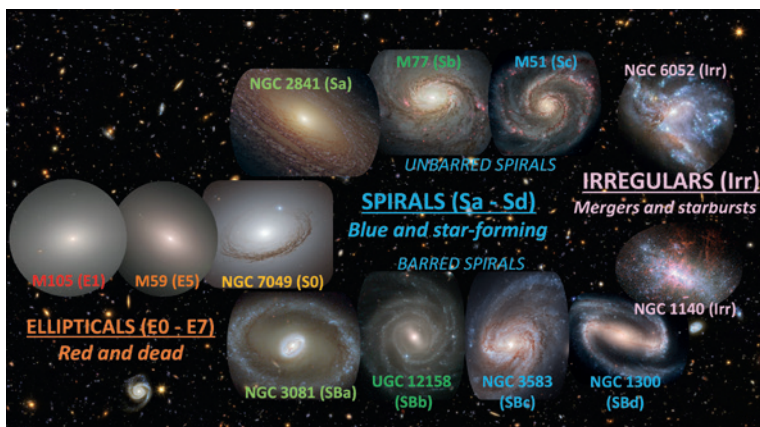 NGC 2841 (Sa)
M77 (Sb)
M51 (Sc)
NGC 6052 (Irr)
UNBARRED SPIRALS
SPIRALS (Sa - Sd)
Blue and star-forming
IRREGULARS (Irr)
Mergers and starbursts
M105 (E1)
M59 (E5)
NGC 7049 (S0)
BARRED SPIRALS
NGC 1140 (Irr)
ELLIPTICALS (E0 - E7)
Red and dead
NGC 3081 (SBa)
UGC 12158
(SBb)
NGC 3583
(SBc)
NGC 1300
(SBd)